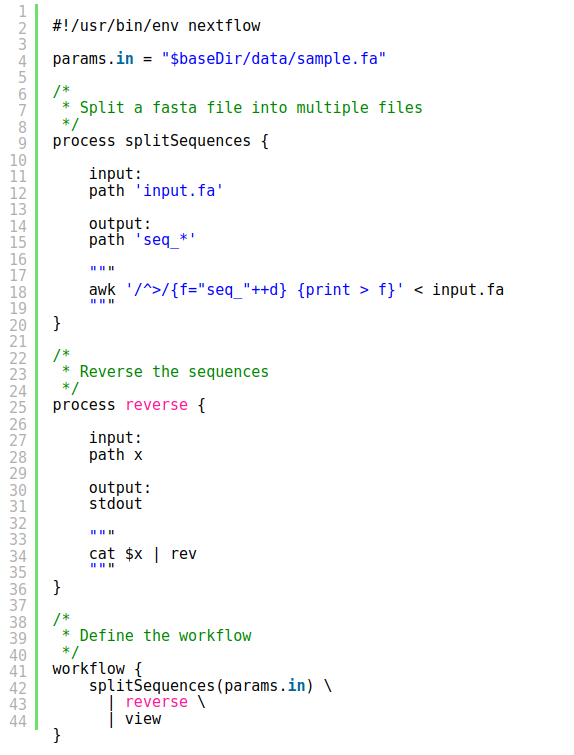 1
2 #!/usr/bin/env nextflow
3
4 params.in = "$baseDir/data/sample.fa"
5
6 /*
7  * Split a fasta file into multiple files
8  */
9 process splitSequences {
10
11     input:
12     path 'input.fa'
13
14     output:
15     path 'seq_*'
16
17     """
18     awk '/^>/{f="seq_"++d} {print > f}' < input.fa
19     """
20 }
21
22 /*
23  * Reverse the sequences
24  */
25 process reverse {
26
27     input:
28     path x
29
30     output:
31     stdout
32
33     """
34     cat $x | rev
35     """
36 }
37
38 /*
39  * Define the workflow
40  */
41 workflow {
42     splitSequences(params.in) \
43       | reverse \
44       | view
}